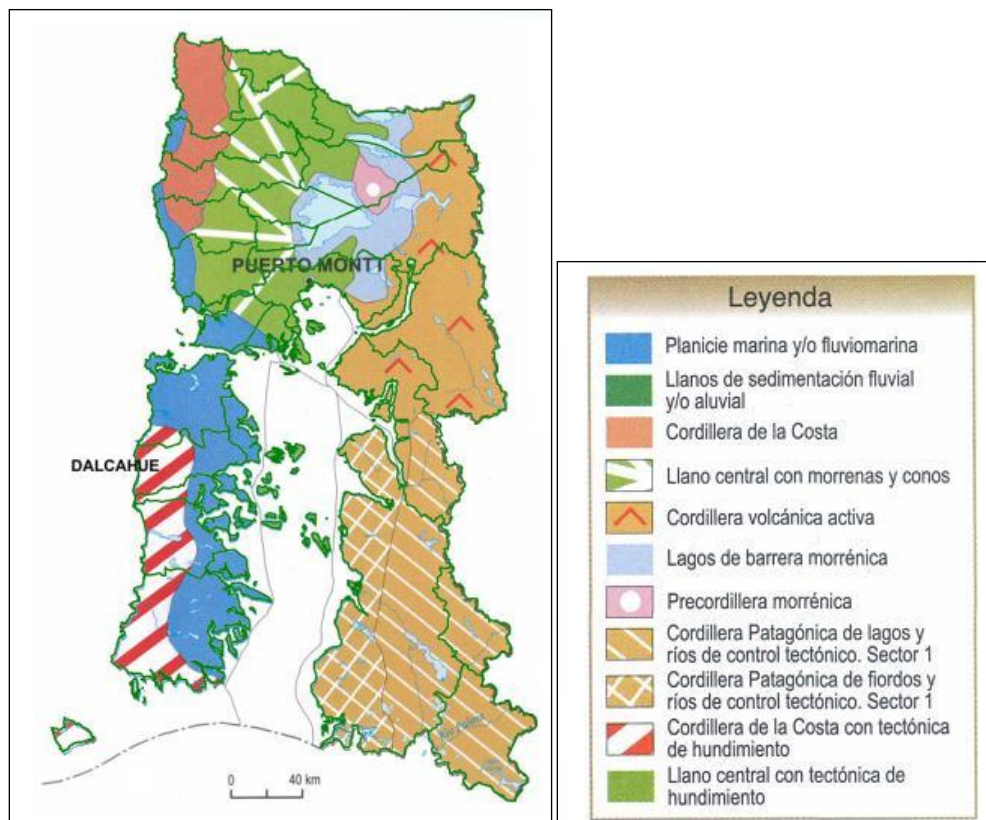 PUERTO MONTT
DALCAHUE
Río Palena
0 40 km
Leyenda
Planicie marina y/o fluviomarina
Llanos de sedimentación fluvial
y/o aluvial
Cordillera de la Costa
Llano central con morrenas y conos
Cordillera volcánica activa
Lagos de barrera morrénica
Precordillera morrénica
Cordillera Patagónica de lagos y
ríos de control tectónico. Sector 1
Cordillera Patagónica de fiordos y
ríos de control tectónico. Sector 1
Cordillera de la Costa con tectónica
de hundimiento
Llano central con tectónica de
hundimiento